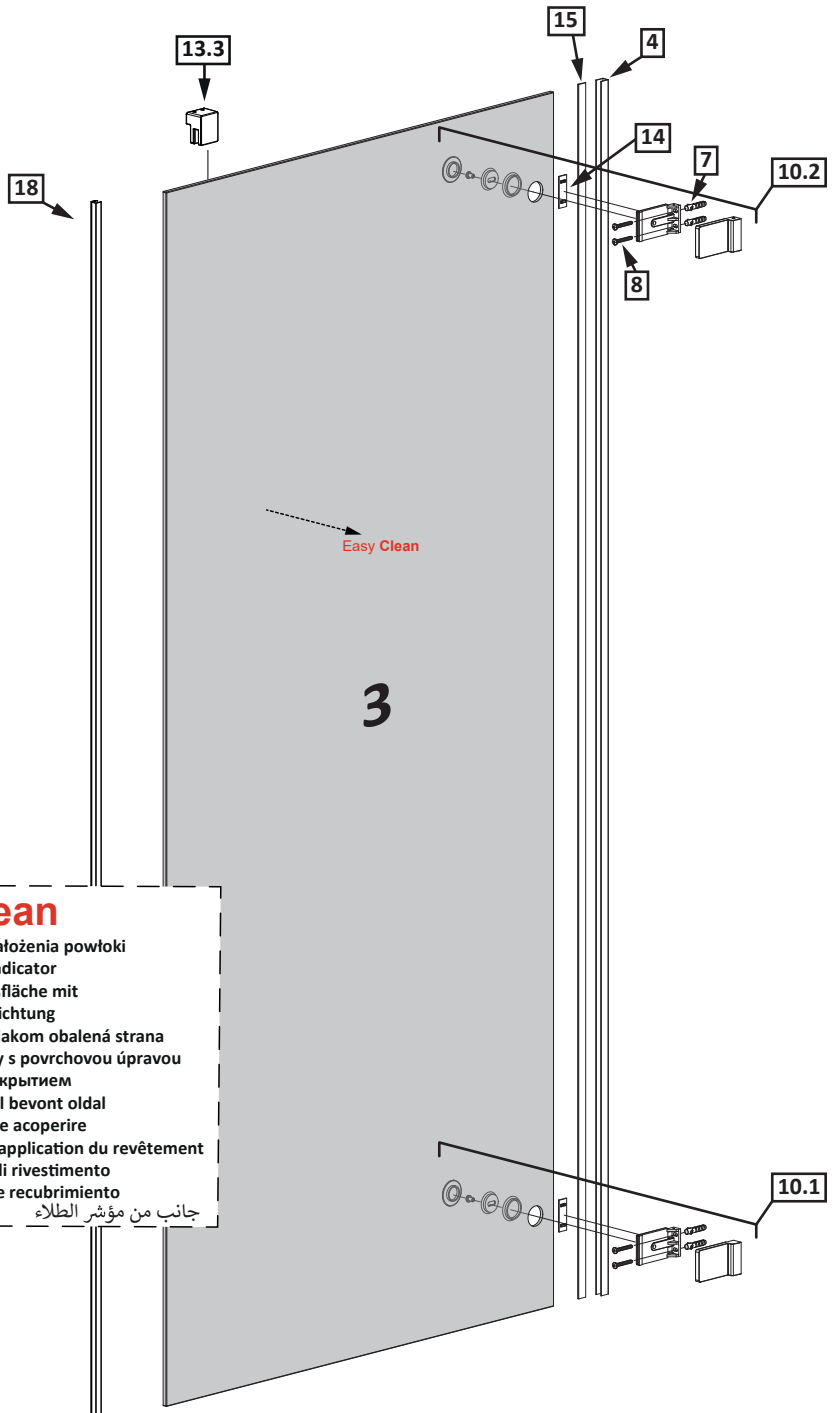 15
4
13.3
14
7
10.2
18
8
Easy Clean
3
ean
ałożenia powłoki
dicator
fläche mit
ichtung
lakom obalená strana
y s povrchovou úpravou
крытием
l bevont oldal
e acoperire
application du revêtement
li rivestimento
e recubrimiento
جانب من مؤشر الطلاء
10.1